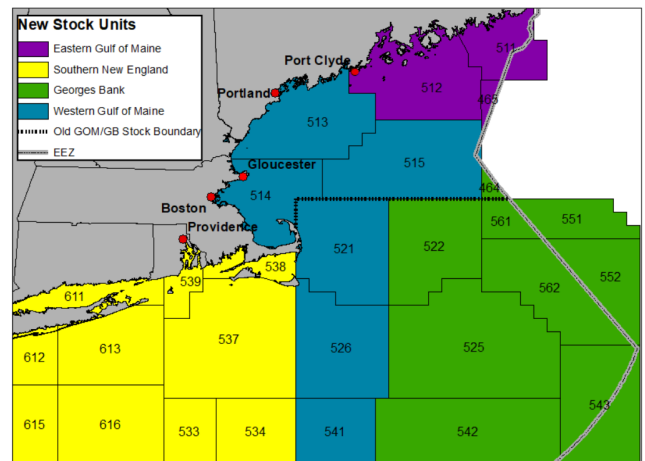 New Stock Units
Eastern Gulf of Maine
Southern New England
Georges Bank
Western Gulf of Maine
Old GOM/GB Stock Boundary
EEZ
Port Clyde
511
Portland
512
465
513
515
Gloucester
464
514
Boston
561
551
Providence
521
522
538
539
562
552
611
537
612
613
526
525
543
615
616
533
534
541
542